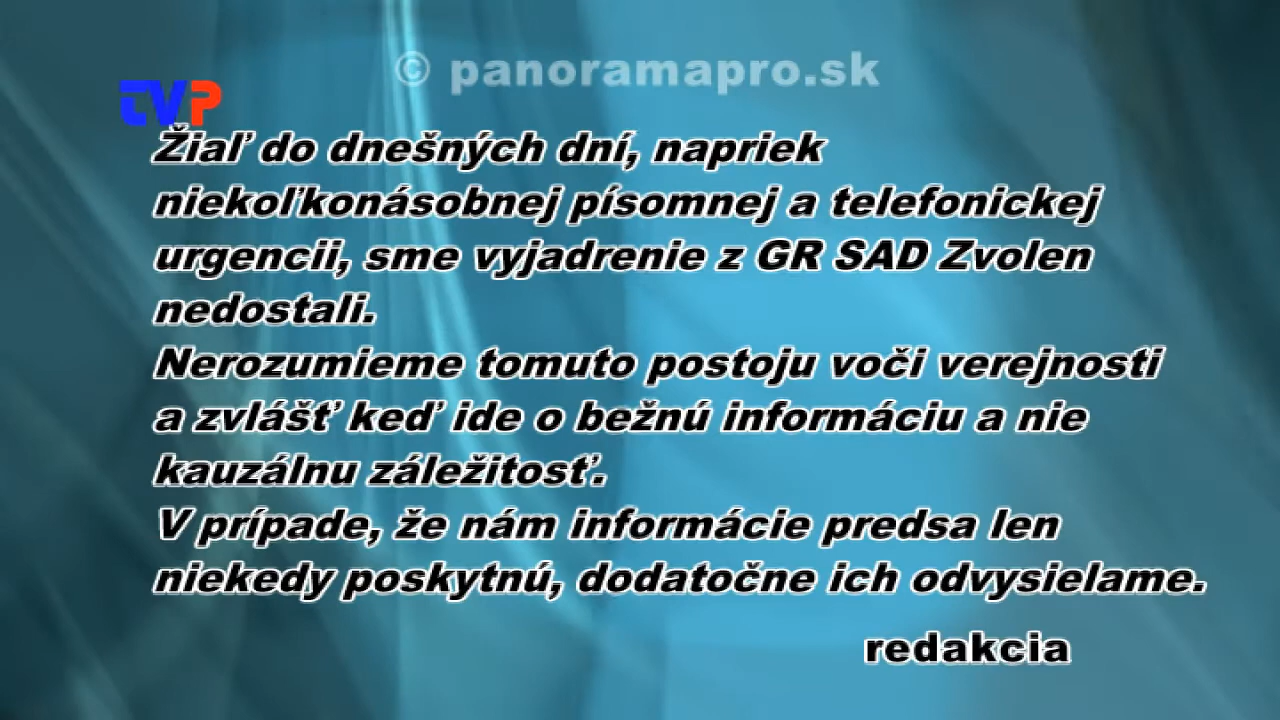 © panoramapro.sk
TVP
Žiaľ do dnešných dní, napriek
niekoľkonásobnej písomnej a telefonickej
urgencii, sme vyjadrenie z GR SAD Zvolen
nedostali.
Nerozumieme tomuto postoju voči verejnosti
a zvlášť keď ide o bežnú informáciu a nie
kauzálnu záležitosť.
V prípade, že nám informácie predsa len
niekedy poskytnú, dodatočne ich odvysielame.
redakcia